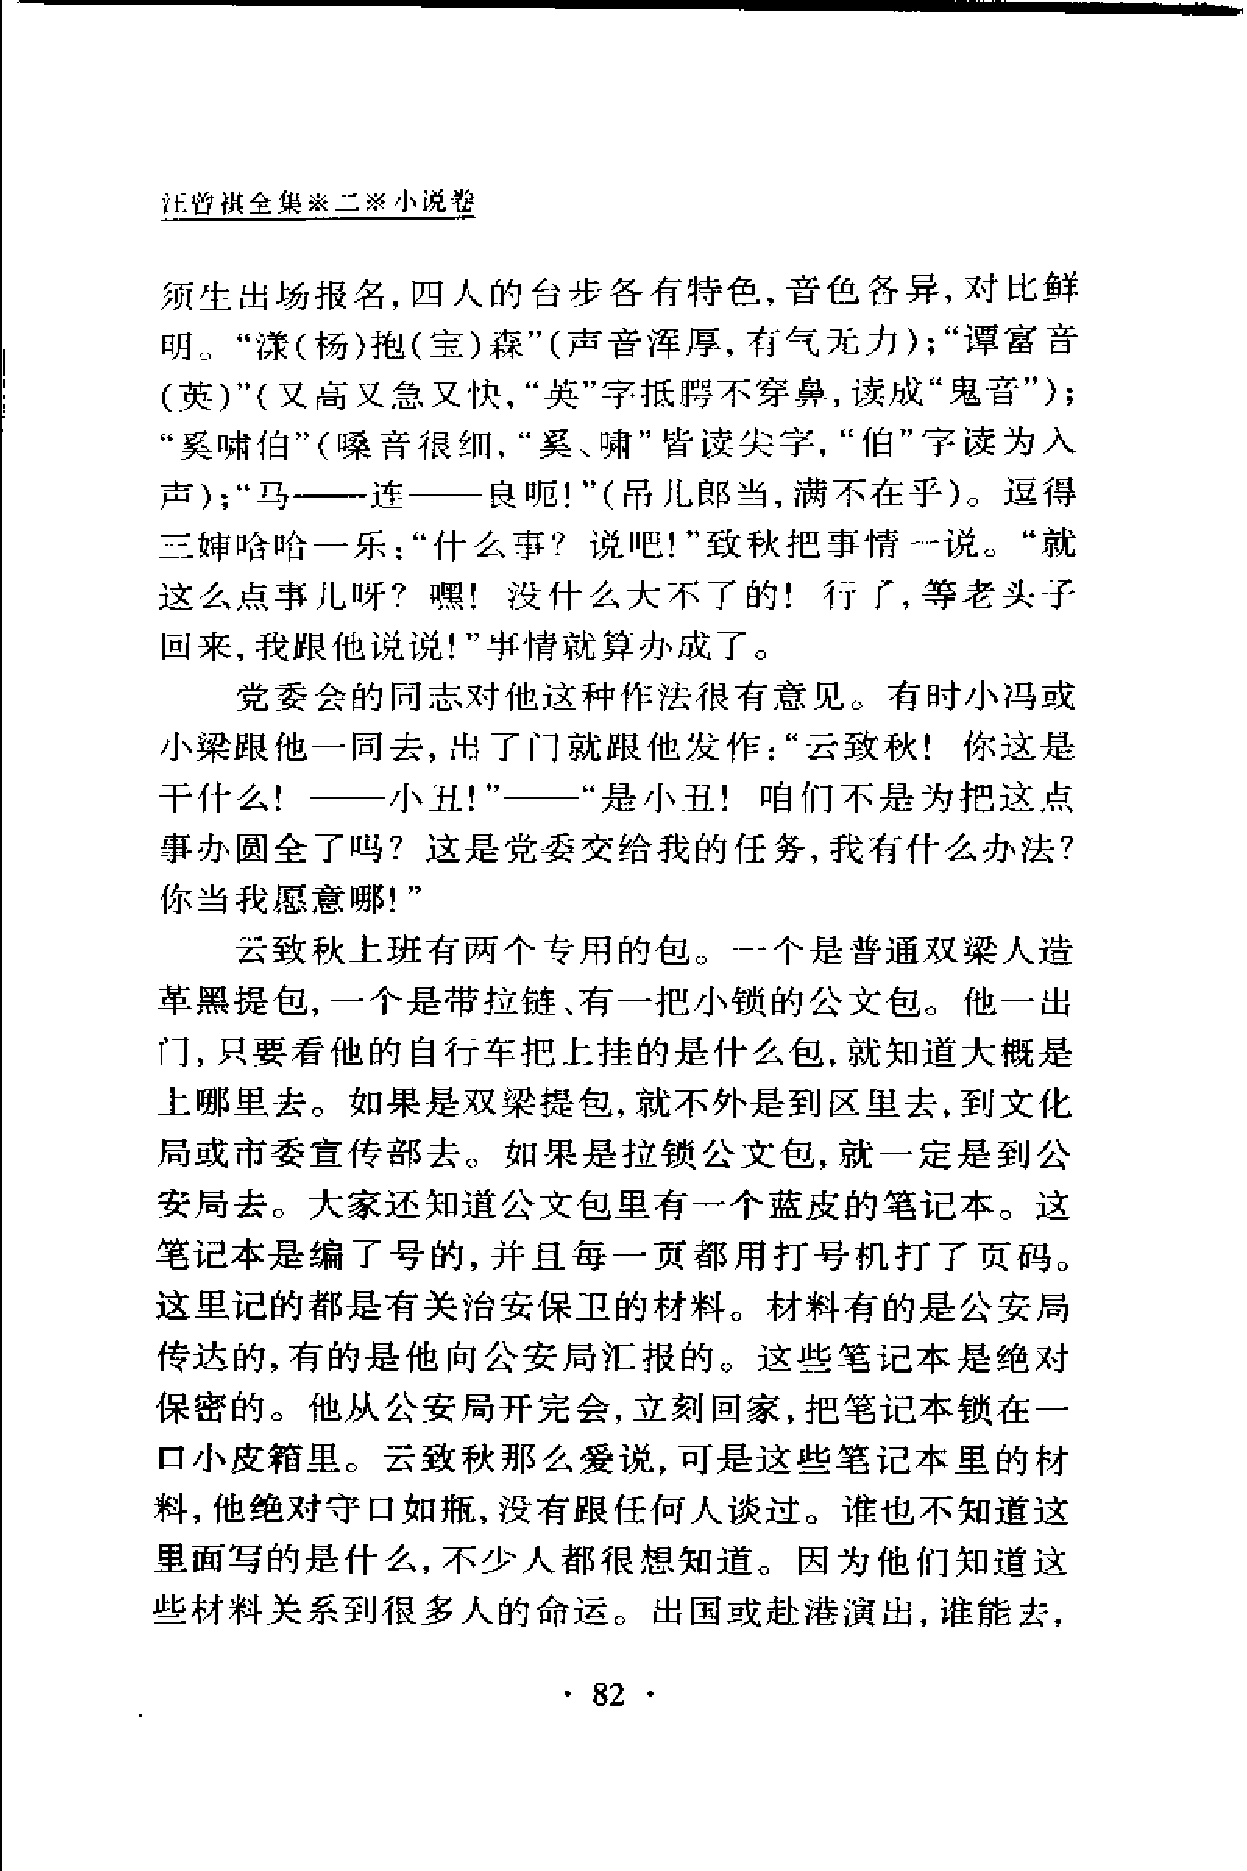 汪曾祺全集※二※小说卷
须生出场报名,四人的台步各有特色,音色各异,对比鲜
明。“漾(杨)抱(宝)森”(声音浑厚,有气无力);“谭富音
(英)”(又高又急又快,“英”字抵腭不穿鼻,读成“鬼音”);
“奚啸伯”(嗓音很细,“奚、啸”皆读尖字,“伯”字读为入
声);“马——连——良呃!”(吊儿郎当,满不在乎)。逗得
三婶哈哈一乐:“什么事?说吧!”致秋把事情一说。“就
这么点事儿呀?嘿!没什么大不了的!行了,等老头子
回来,我跟他说说!”事情就算办成了。
党委会的同志对他这种作法很有意见。有时小冯或
小梁跟他一同去,出了门就跟他发作:“云致秋!你这是
干什么!——小丑!”——“是小丑!咱们不是为把这点
事办圆全了吗?这是党委交给我的任务,我有什么办法?
你当我愿意哪!”
云致秋上班有两个专用的包。一个是普通双梁人造
革黑提包,一个是带拉链、有一把小锁的公文包。他一出
门,只要看他的自行车把上挂的是什么包,就知道大概是
上哪里去。如果是双梁提包,就不外是到区里去,到文化
局或市委宣传部去。如果是拉锁公文包,就一定是到公
安局去。大家还知道公文包里有一个蓝皮的笔记本。这
笔记本是编了号的,并且每一页都用打号机打了页码。
这里记的都是有关治安保卫的材料。材料有的是公安局
传达的,有的是他向公安局汇报的。这些笔记本是绝对
保密的。他从公安局开完会,立刻回家,把笔记本锁在一
口小皮箱里。云致秋那么爱说,可是这些笔记本里的材
料,他绝对守口如瓶,没有跟任何人谈过。谁也不知道这
里面写的是什么,不少人都很想知道。因为他们知道这
些材料关系到很多人的命运。出国或赴港演出,谁能去,
· 82 ·